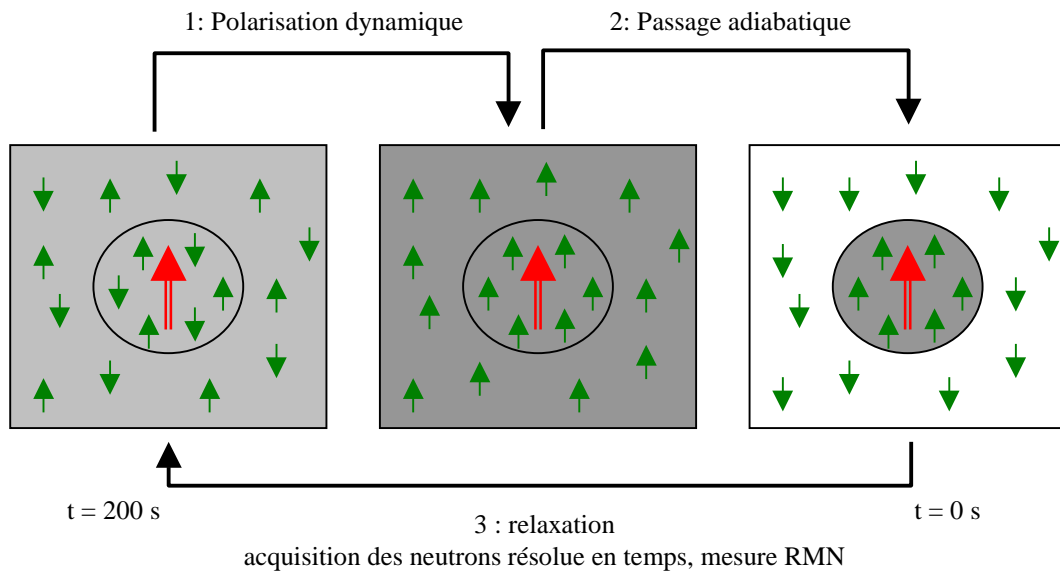 1: Polarisation dynamique
2: Passage adiabatique
t = 200 s
t = 0 s
3 : relaxation
acquisition des neutrons résolue en temps, mesure RMN